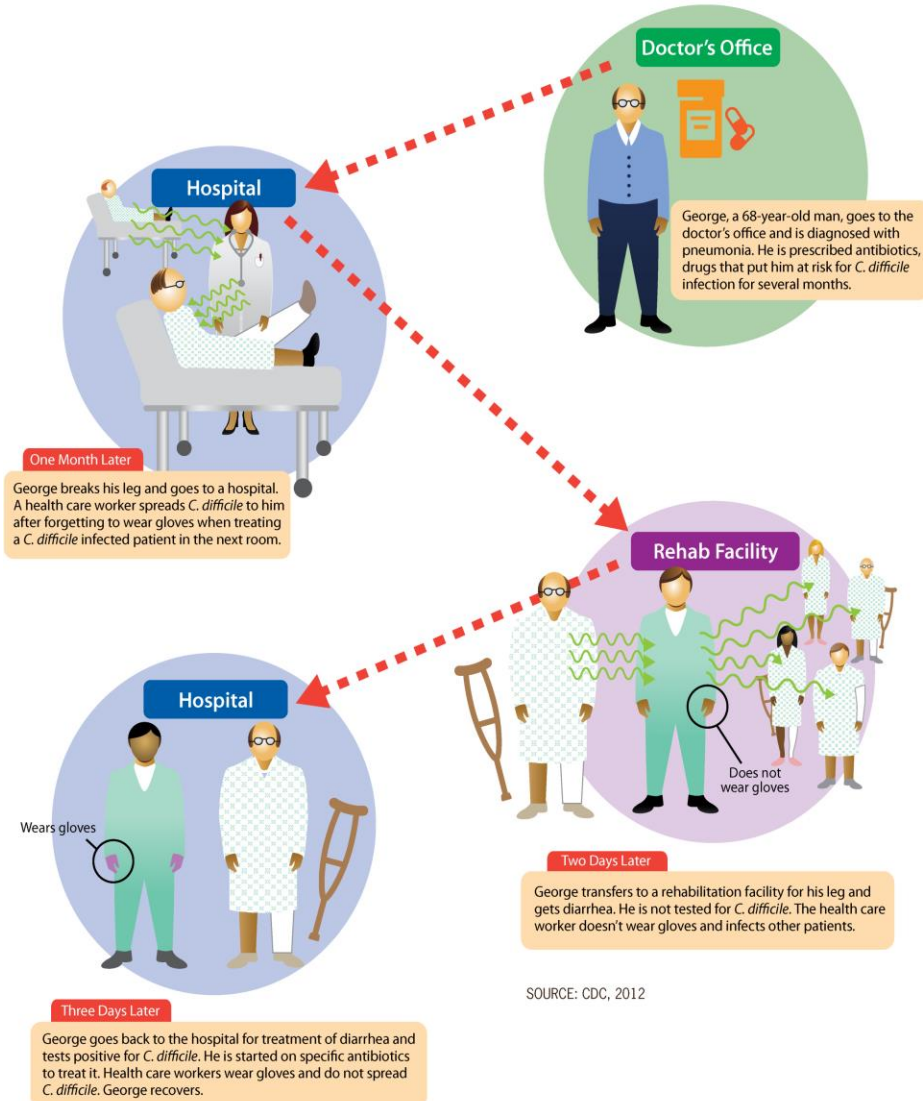 Doctor's Office
George, a 68-year-old man, goes to the
doctor's office and is diagnosed with
pneumonia. He is prescribed antibiotics,
drugs that put him at risk for C. difficile
infection for several months.
Hospital
One Month Later
George breaks his leg and goes to a hospital.
A health care worker spreads C. difficile to him
after forgetting to wear gloves when treating
a C. difficile infected patient in the next room.
Rehab Facility
Does not
wear gloves
Two Days Later
George transfers to a rehabilitation facility for his leg and
gets diarrhea. He is not tested for C. difficile. The health care
worker doesn't wear gloves and infects other patients.
Hospital
Wears gloves
Three Days Later
George goes back to the hospital for treatment of diarrhea and
tests positive for C. difficile. He is started on specific antibiotics
to treat it. Health care workers wear gloves and do not spread
C. difficile. George recovers.
SOURCE: CDC, 2012